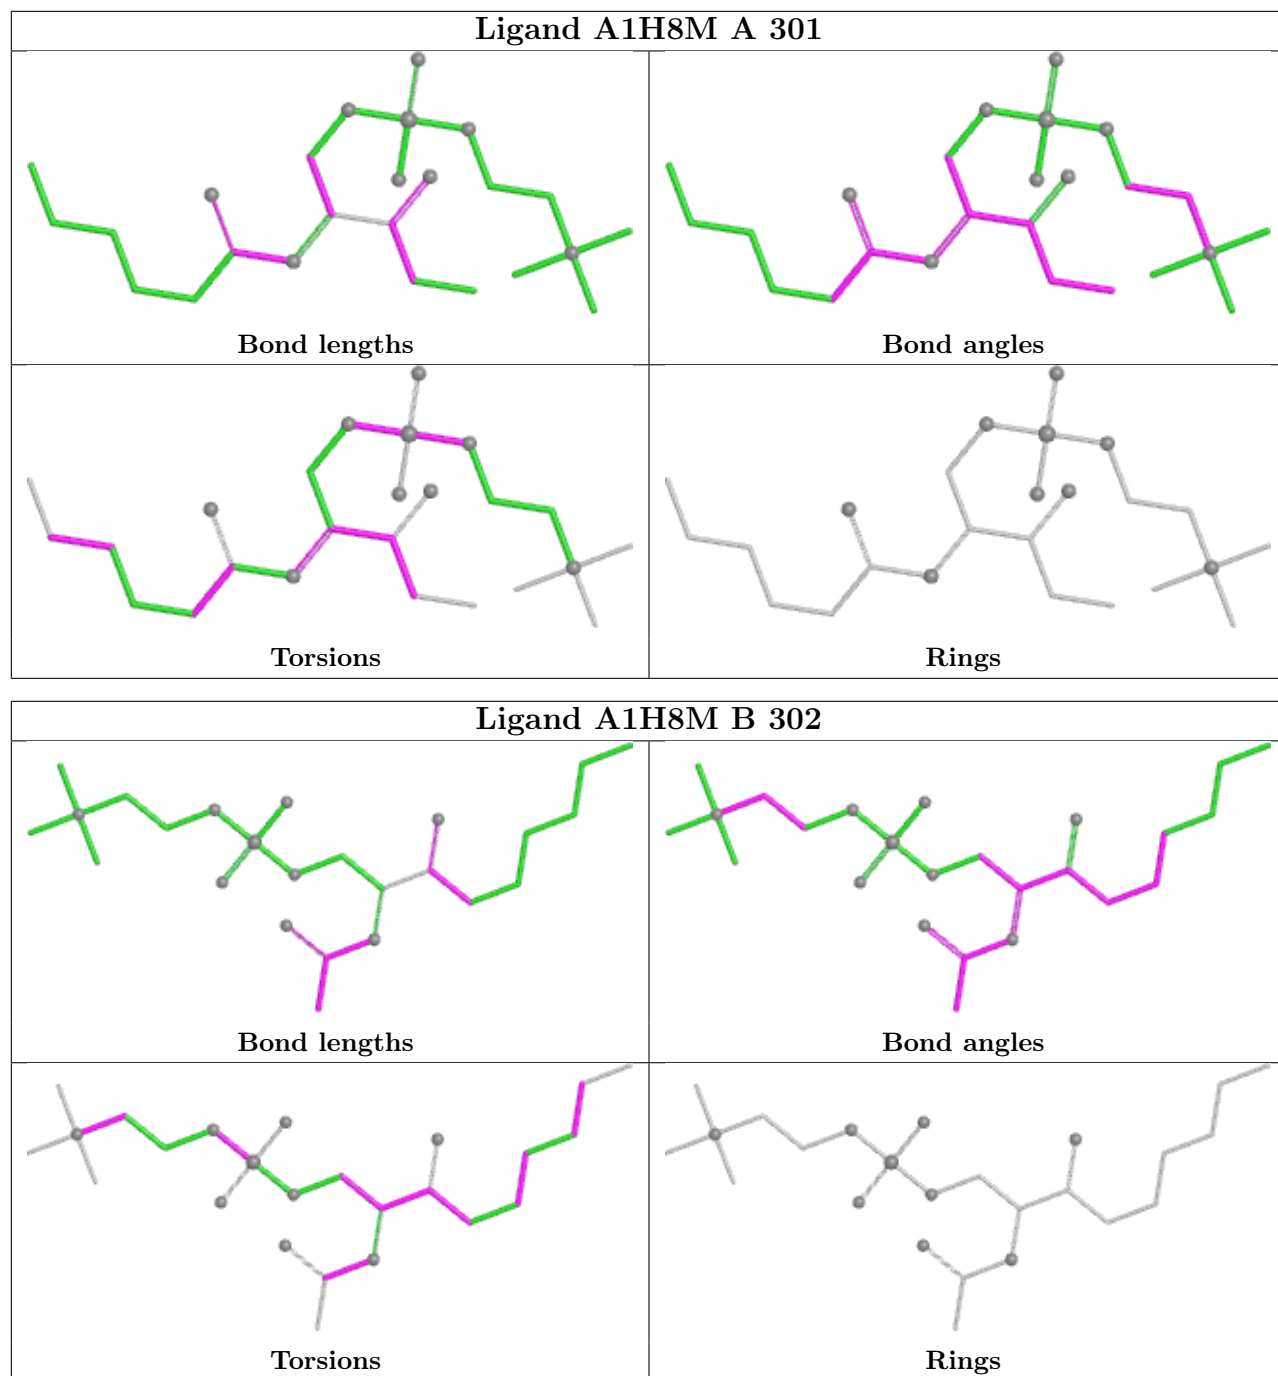 Ligand A1H8M A 301
Bond lengths
Bond angles
Torsions
Rings
Ligand A1H8M B 302
Bond lengths
Bond angles
Torsions
Rings